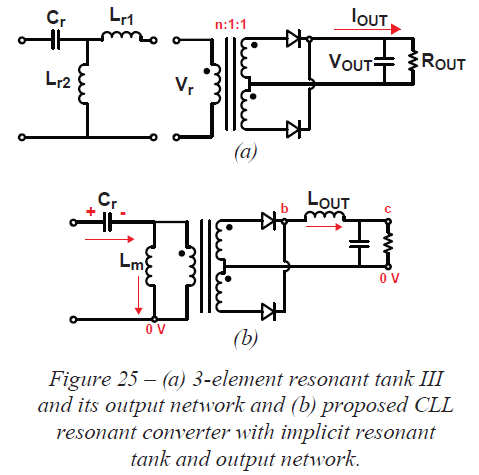 Cr
Lr1
Lr2
Vr
n:1:1
IOUT
VOUT
ROUT
(a)
+
Cr
-
Lm
0 V
b
LOUT
c
0 V
(b)
Figure 25 – (a) 3-element resonant tank III
and its output network and (b) proposed CLL
resonant converter with implicit resonant
tank and output network.